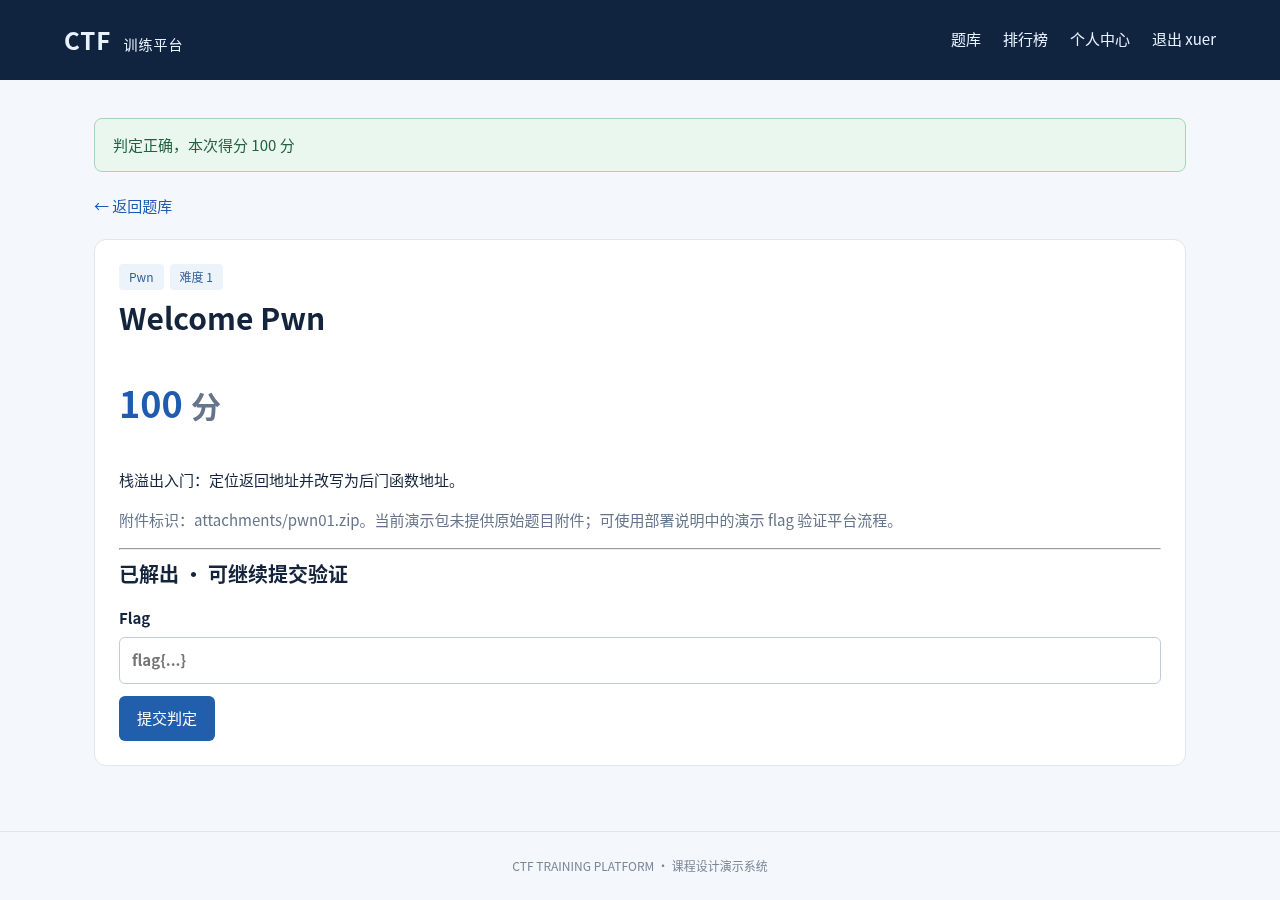 CTF 训练平台
题库 排行榜 个人中心 退出 xuer
判定正确，本次得分 100 分
← 返回题库
Pwn 难度 1
Welcome Pwn
100 分
栈溢出入门：定位返回地址并改写为后门函数地址。
附件标识：attachments/pwn01.zip。当前演示包未提供原始题目附件；可使用部署说明中的演示 flag 验证平台流程。
已解出 · 可继续提交验证
Flag
flag{...}
提交判定
CTF TRAINING PLATFORM · 课程设计演示系统